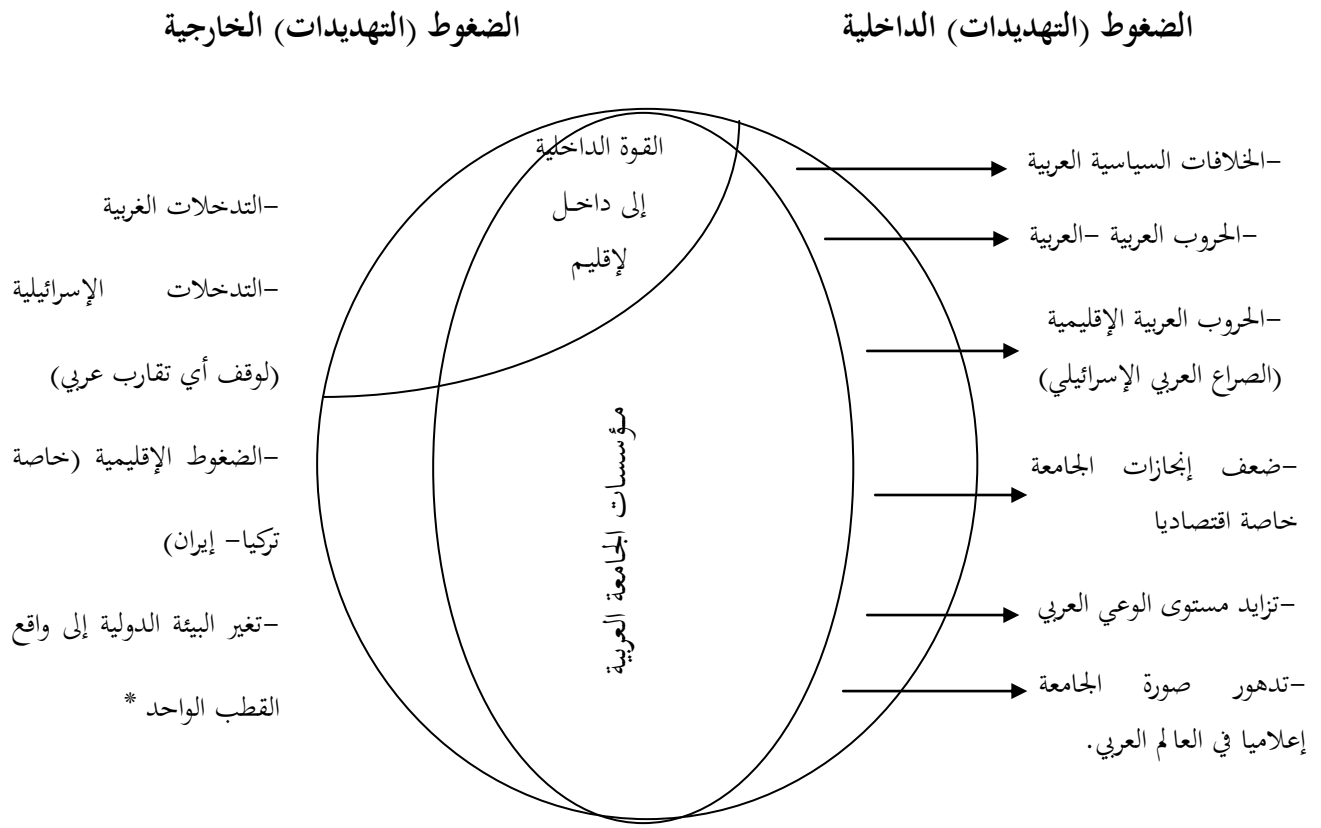 الضغوط (التهديدات) الداخلية
الضغوط (التهديدات) الخارجية
-الخلافات السياسية العربية
-الحروب العربية -العربية
-الحروب العربية الإقليمية
(الصراع العربي الإسرائيلي)
-ضعف إنجازات الجامعة
خاصة اقتصاديا
-تزايد مستوى الوعي العربي
-تدهور صورة الجامعة
إعلاميا في العالم العربي.
القوة الداخلية
إلى داخل
لإقليم
مؤسسات الجامعة العربية
-التدخلات الغربية
-التدخلات الإسرائيلية
(لوقف أي تقارب عربي)
-الضغوط الإقليمية (خاصة
تركيا- إيران)
-تغير البيئة الدولية إلى واقع
القطب الواحد *